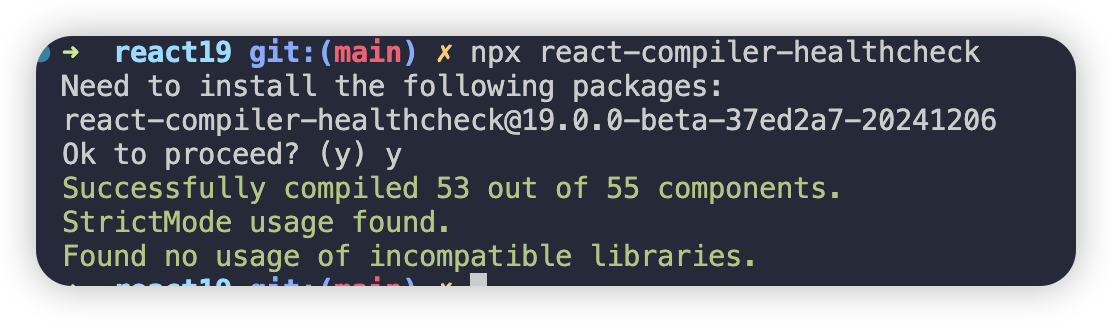 ➜ react19 git:(main) ✗ npx react-compiler-healthcheck
Need to install the following packages:
react-compiler-healthcheck@19.0.0-beta-37ed2a7-20241206
Ok to proceed? (y) y
Successfully compiled 53 out of 55 components.
StrictMode usage found.
Found no usage of incompatible libraries.
➜ react19 git:(main) ✗